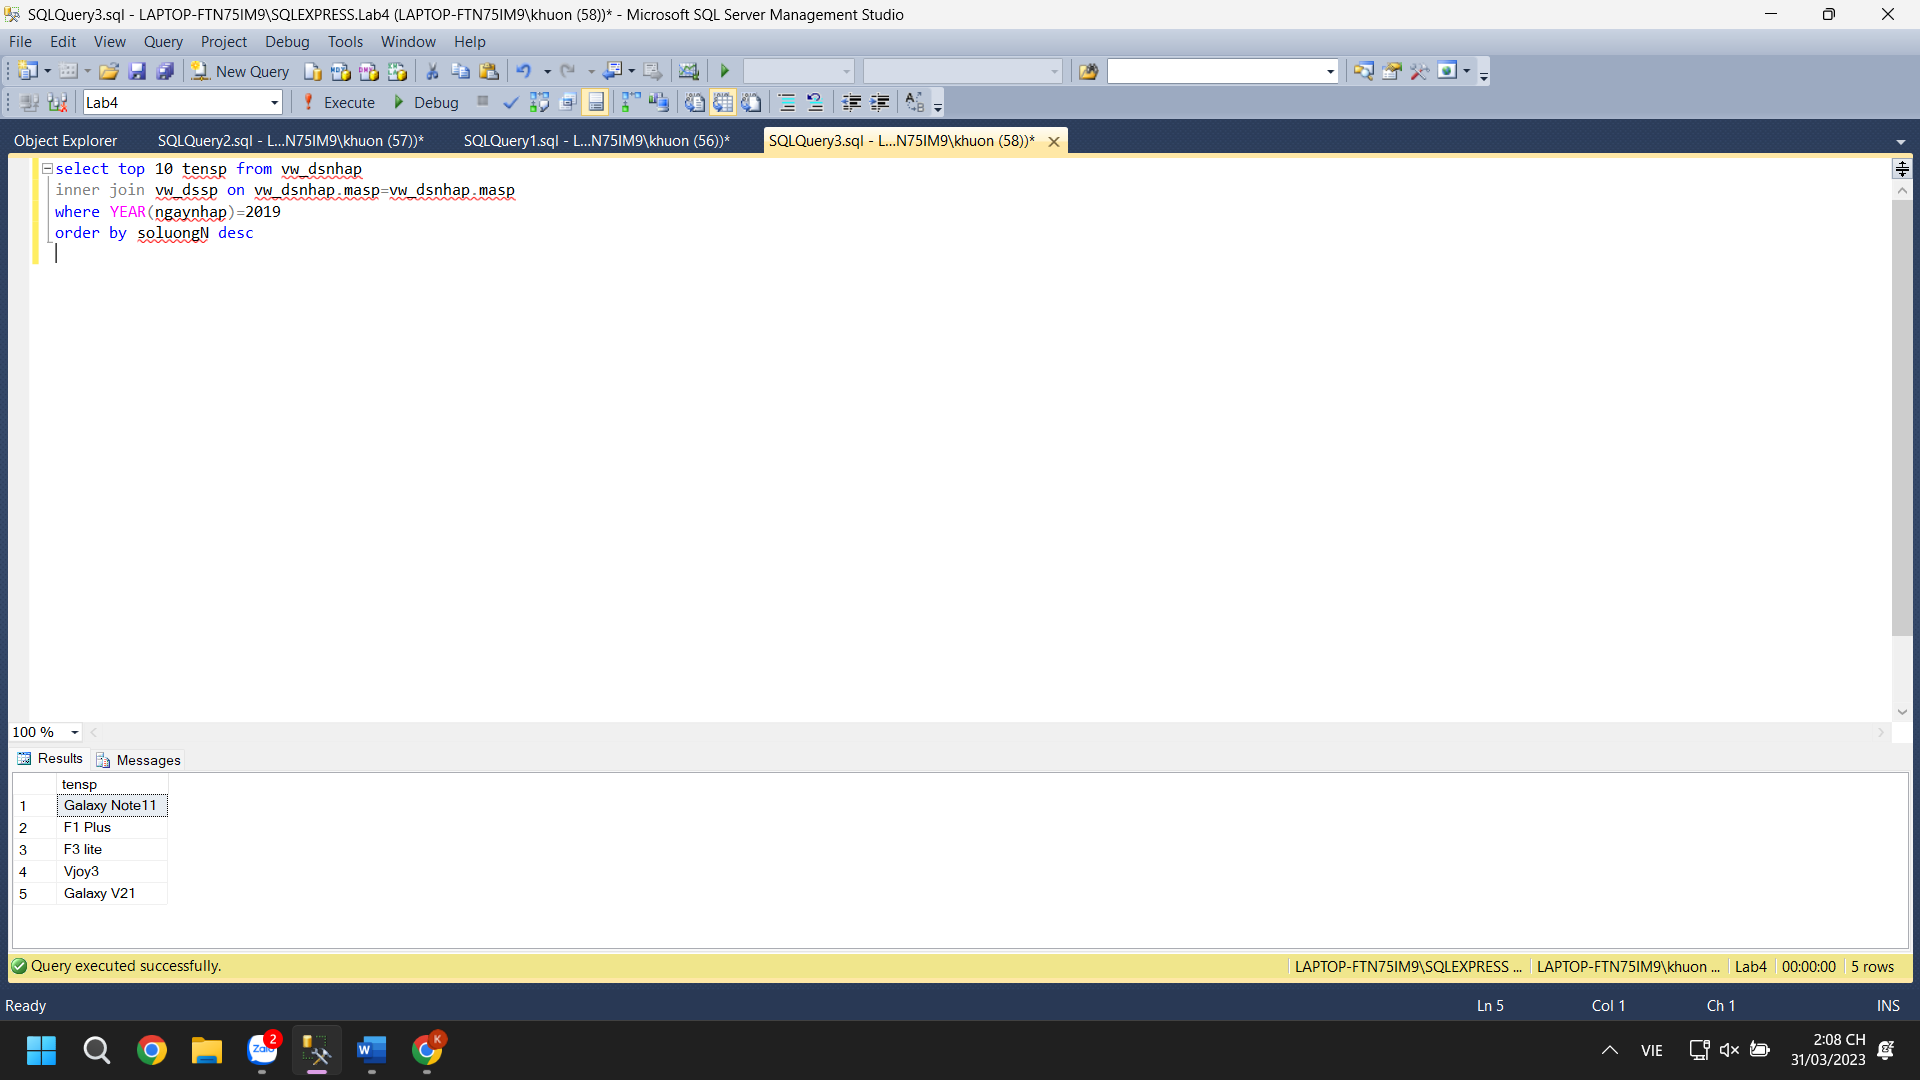 SQLQuery3.sql - LAPTOP-FTN75IM9\SQLEXPRESS.Lab4 (LAPTOP-FTN75IM9\khuon (58))* - Microsoft SQL Server Management Studio
File Edit View Query Project Debug Tools Window Help
New Query
Lab4 Execute Debug
Object Explorer SQLQuery2.sql - L...N75IM9\khuon (57))* SQLQuery1.sql - L...N75IM9\khuon (56))* SQLQuery3.sql - L...N75IM9\khuon (58))*
select top 10 tensp from vw_dsnhap
inner join vw_dssp on vw_dsnhap.masp=vw_dsnhap.masp
where YEAR(ngaynhap)=2019
order by soluongN desc
100 %
Results Messages
tensp
1 Galaxy Note11
2 F1 Plus
3 F3 lite
4 Vjoy3
5 Galaxy V21
Query executed successfully. LAPTOP-FTN75IM9\SQLEXPRESS ... LAPTOP-FTN75IM9\khuon ... Lab4 00:00:00 5 rows
Ready Ln 5 Col 1 Ch 1 INS
Zalo 2 W K VIE 2:08 CH
31/03/2023